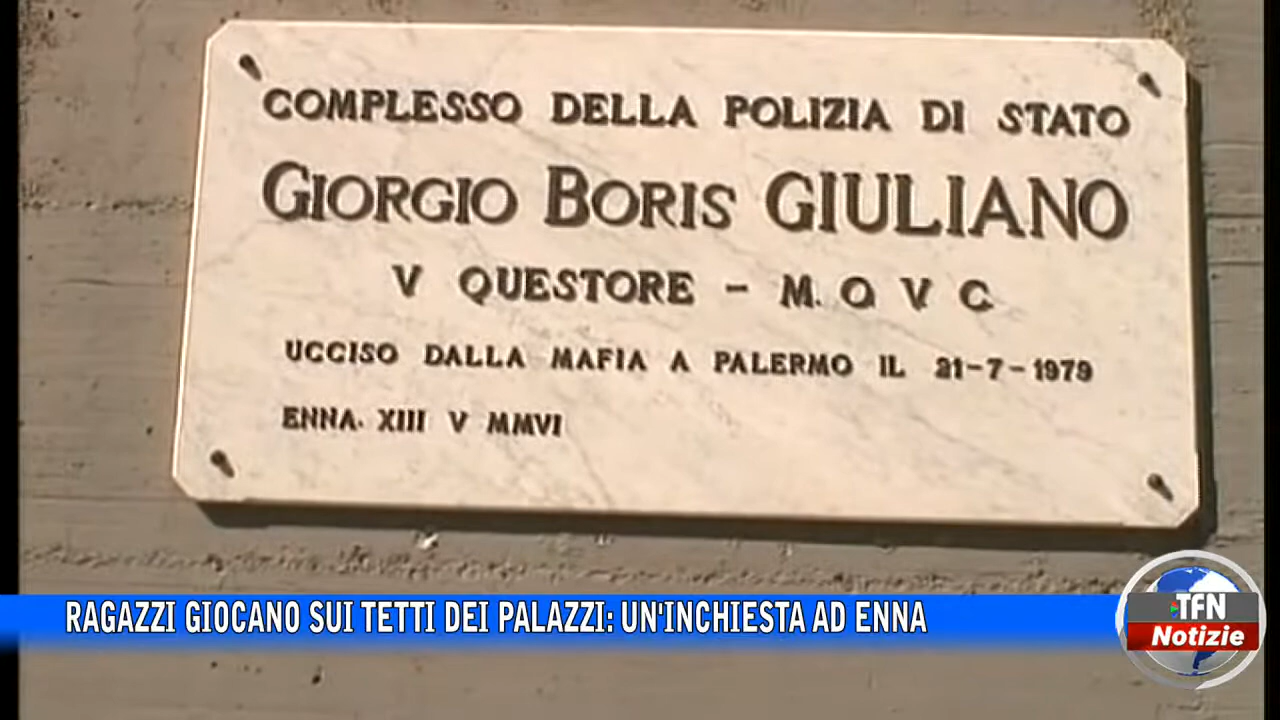 COMPLESSO DELLA POLIZIA DI STATO
GIORGIO BORIS GIULIANO
V QUESTORE - M. O V C.
UCCISO DALLA MAFIA A PALERMO IL 21-7-1979
ENNA. XIII V MMVI
RAGAZZI GIOCANO SUI TETTI DEI PALAZZI: UN'INCHIESTA AD ENNA
TFN
Notizie